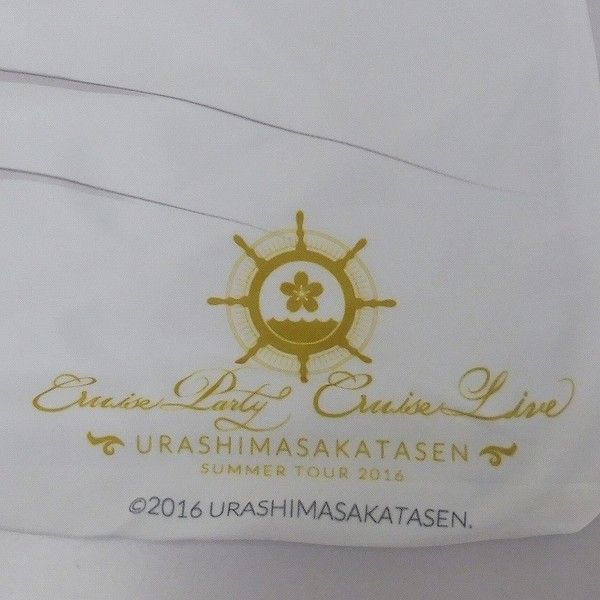 Cruise Party Cruise Live
URASHIMASAKATASEN
SUMMER TOUR 2016
©2016 URASHIMASAKATASEN.